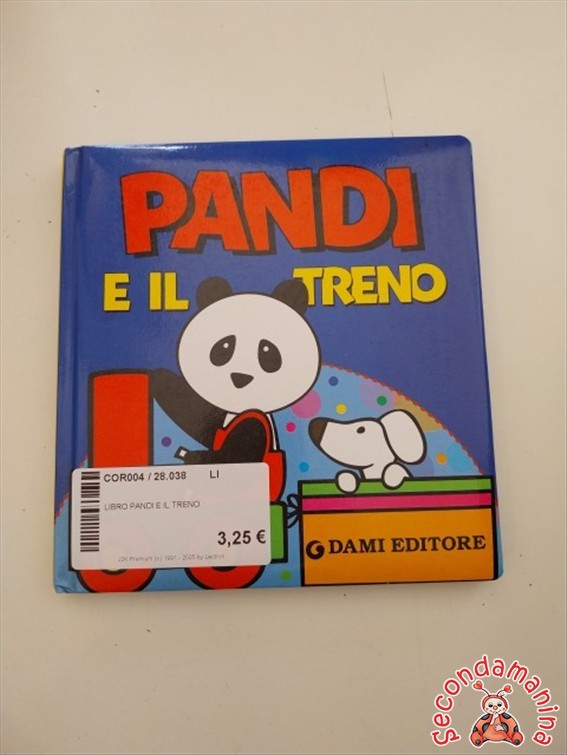 PANDI
E IL TRENO
COR004 / 28.038 LI
LIBRO PANDI E IL TRENO
3,25 €
DAMI EDITORE
Secondamanina